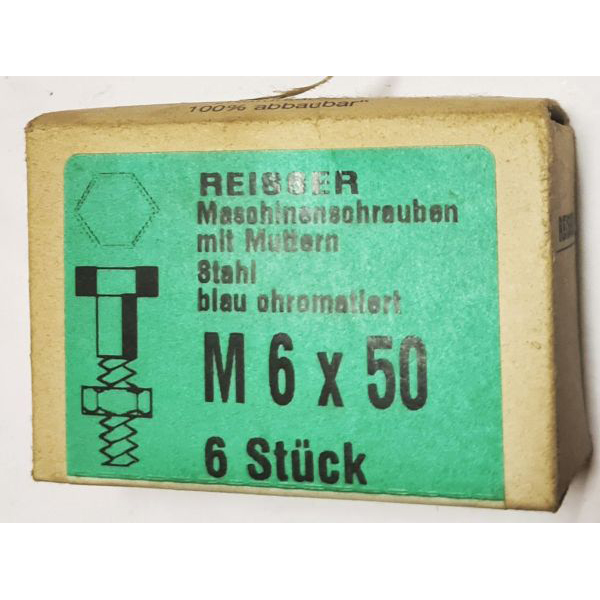 100% abbaubar"
REISSER
Maschinenschrauben
mit Muttern
Stahl
blau chromatiert
M 6 x 50
6 Stück